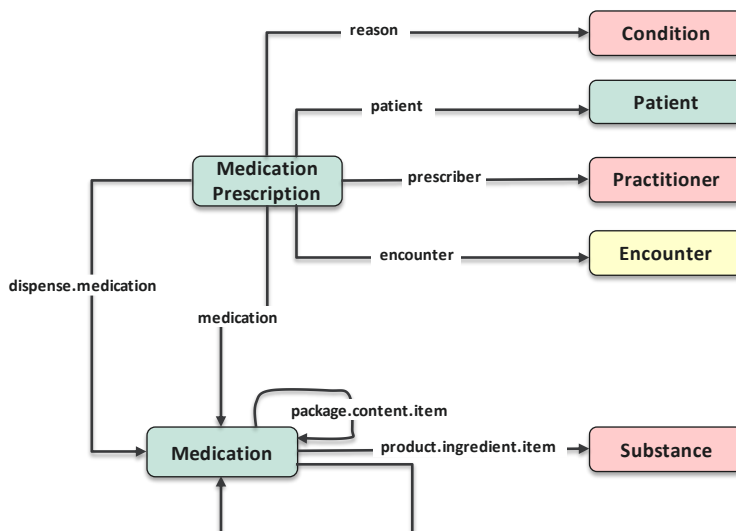 reason
Condition
patient
Patient
Medication
Prescription
prescriber
Practitioner
encounter
Encounter
dispense.medication
medication
package.content.item
Medication
product.ingredient.item
Substance